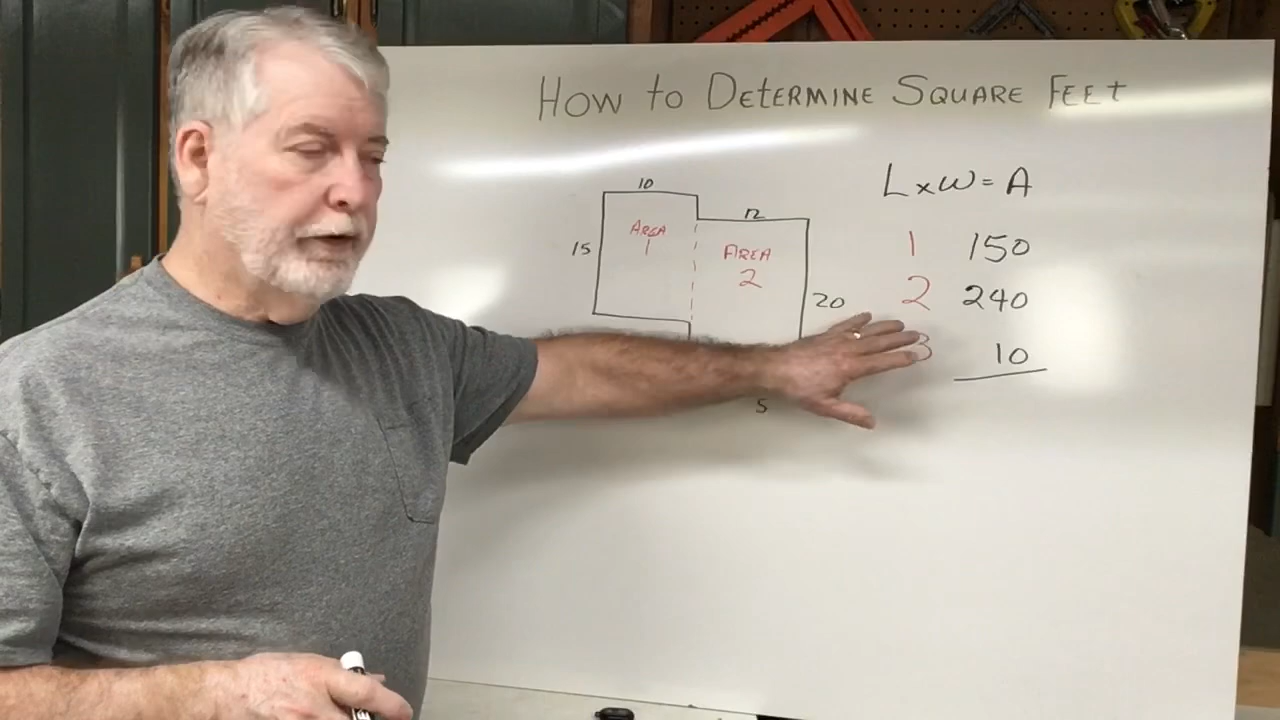 How to Determine Square Feet
L x W = A
10
12
15
Area
1
Area
2
20
5
1 150
2 240
3 10